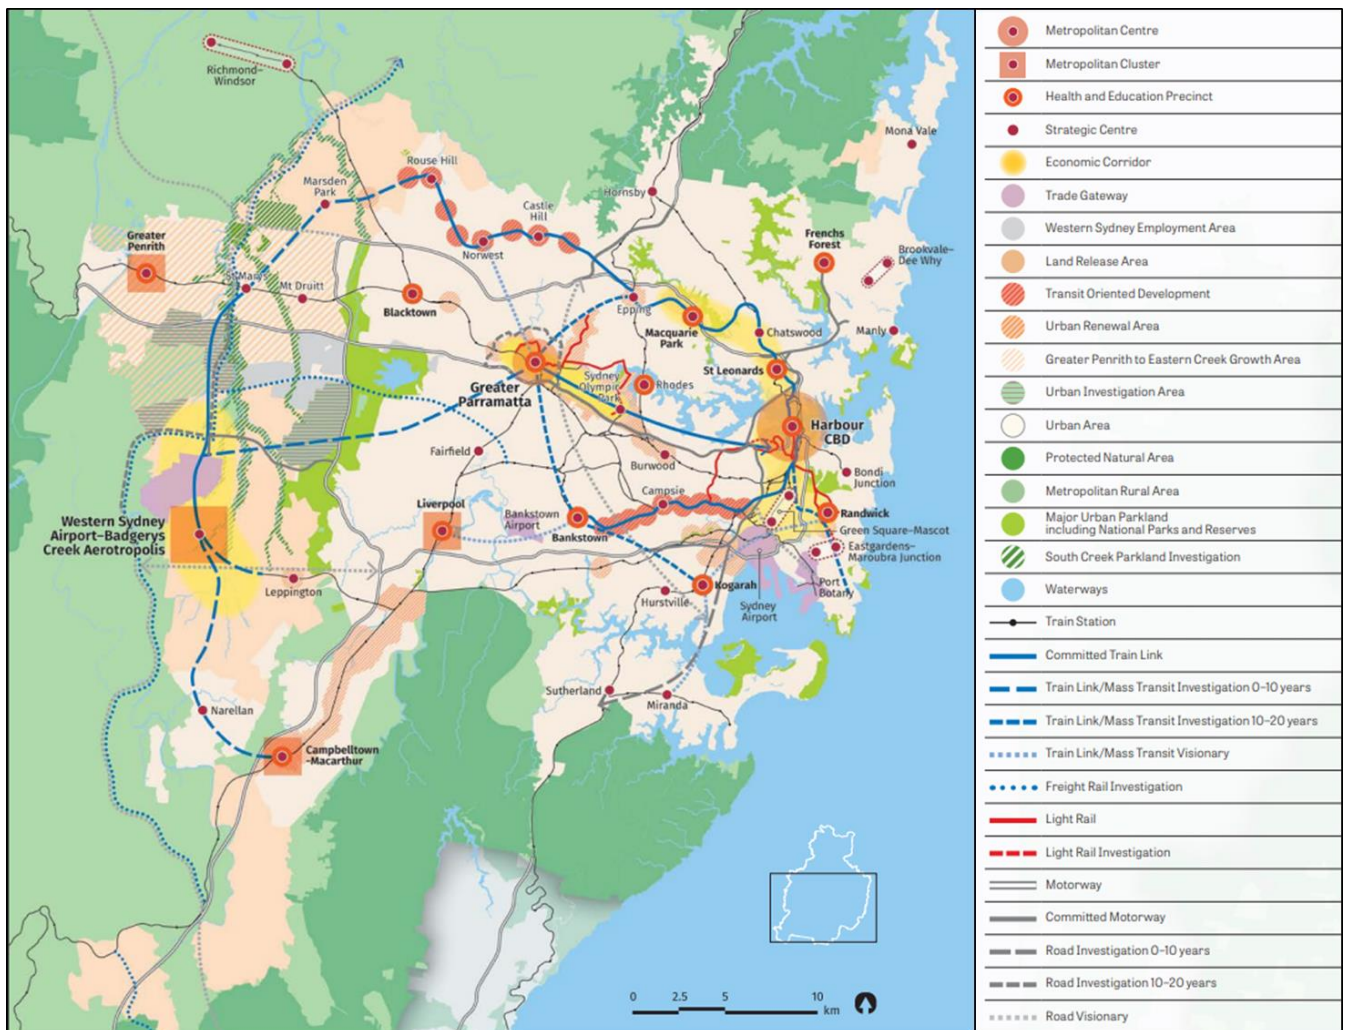 Richmond–
Windsor
Mona Vale
Rouse Hill
Marsden
Park
Hornsby
Castle
Hill
Greater
Penrith
Frenchs
Forest
Norwest
Brookvale–
Dee Why
St Marys
Mt Druitt
Blacktown
Epping
Macquarie
Park
Chatswood
Manly
St Leonards
Greater
Parramatta
Sydney
Olympic
Park
Rhodes
Harbour
CBD
Fairfield
Burwood
Bondi
Junction
Liverpool
Campsie
Bankstown
Airport
Western Sydney
Airport–Badgerys
Creek Aerotropolis
Bankstown
Randwick
Green Square–Mascot
Eastgardens–
Maroubra Junction
Leppington
Kogarah
Hurstville
Sydney
Airport
Port
Botany
Sutherland
Miranda
Narellan
Campbelltown
-Macarthur
0 2.5 5 10
km
Metropolitan Centre
Metropolitan Cluster
Health and Education Precinct
Strategic Centre
Economic Corridor
Trade Gateway
Western Sydney Employment Area
Land Release Area
Transit Oriented Development
Urban Renewal Area
Greater Penrith to Eastern Creek Growth Area
Urban Investigation Area
Urban Area
Protected Natural Area
Metropolitan Rural Area
Major Urban Parkland
including National Parks and Reserves
South Creek Parkland Investigation
Waterways
Train Station
Committed Train Link
Train Link/Mass Transit Investigation 0–10 years
Train Link/Mass Transit Investigation 10–20 years
Train Link/Mass Transit Visionary
Freight Rail Investigation
Light Rail
Light Rail Investigation
Motorway
Committed Motorway
Road Investigation 0–10 years
Road Investigation 10–20 years
Road Visionary